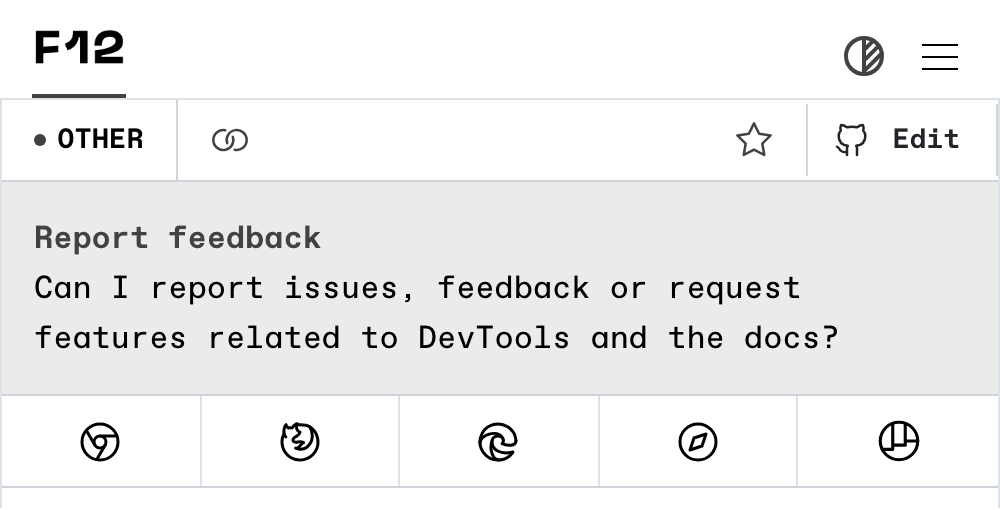 F12
OTHER
Edit
Report feedback
Can I report issues, feedback or request
features related to DevTools and the docs?